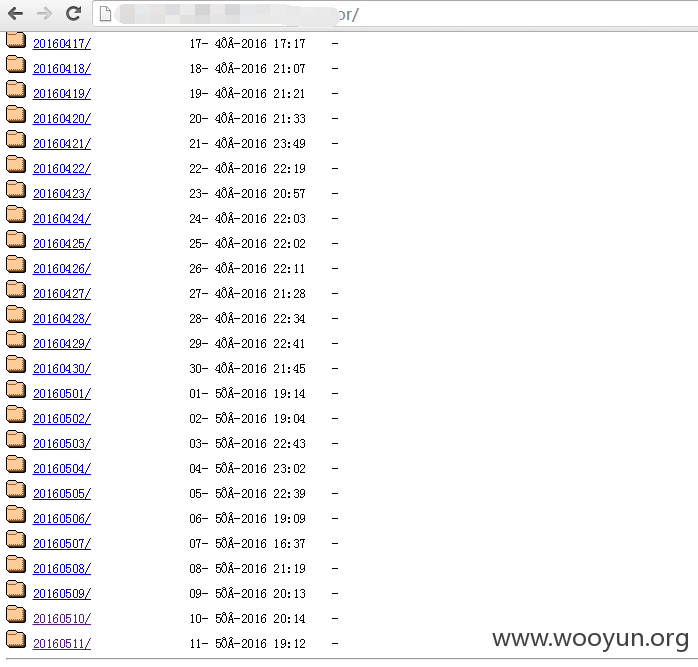 or/
20160417/ 17- 4ÔÂ-2016 17:17 -
20160418/ 18- 4ÔÂ-2016 21:07 -
20160419/ 19- 4ÔÂ-2016 21:21 -
20160420/ 20- 4ÔÂ-2016 21:33 -
20160421/ 21- 4ÔÂ-2016 23:49 -
20160422/ 22- 4ÔÂ-2016 22:19 -
20160423/ 23- 4ÔÂ-2016 20:57 -
20160424/ 24- 4ÔÂ-2016 22:03 -
20160425/ 25- 4ÔÂ-2016 22:02 -
20160426/ 26- 4ÔÂ-2016 22:11 -
20160427/ 27- 4ÔÂ-2016 21:28 -
20160428/ 28- 4ÔÂ-2016 22:34 -
20160429/ 29- 4ÔÂ-2016 22:41 -
20160430/ 30- 4ÔÂ-2016 21:45 -
20160501/ 01- 5ÔÂ-2016 19:14 -
20160502/ 02- 5ÔÂ-2016 19:04 -
20160503/ 03- 5ÔÂ-2016 22:43 -
20160504/ 04- 5ÔÂ-2016 23:02 -
20160505/ 05- 5ÔÂ-2016 22:39 -
20160506/ 06- 5ÔÂ-2016 19:09 -
20160507/ 07- 5ÔÂ-2016 16:37 -
20160508/ 08- 5ÔÂ-2016 21:19 -
20160509/ 09- 5ÔÂ-2016 20:13 -
20160510/ 10- 5ÔÂ-2016 20:14 -
20160511/ 11- 5ÔÂ-2016 19:12 -
www.wooyun.org